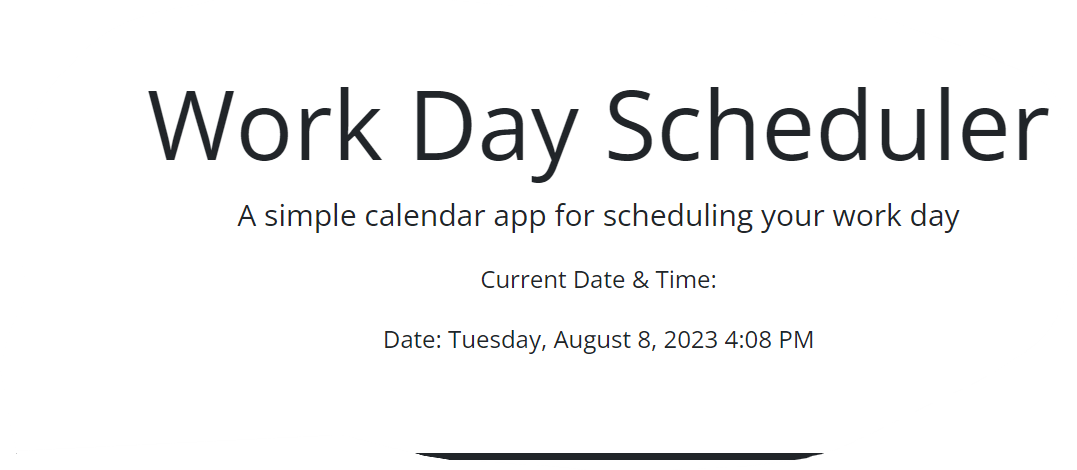 Work Day Scheduler
A simple calendar app for scheduling your work day
Current Date & Time:
Date: Tuesday, August 8, 2023 4:08 PM